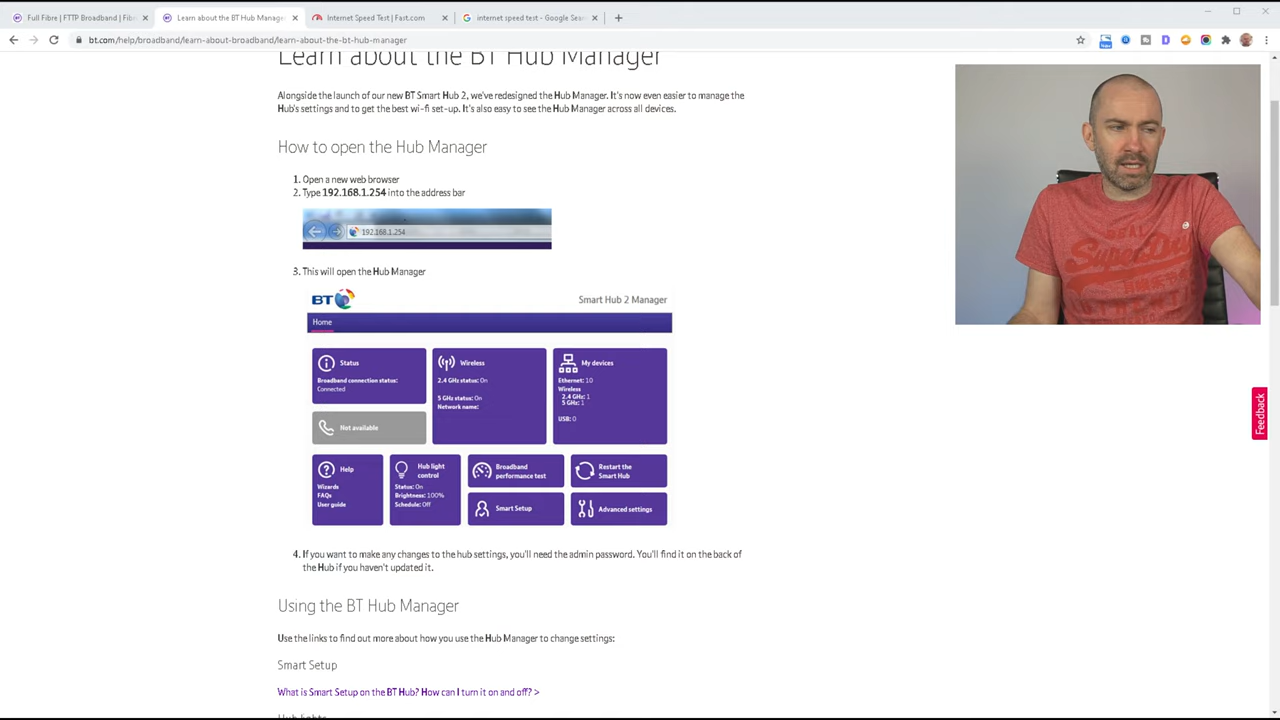 Full Fibre | FTTP Broadband | Fibr
Learn about the BT Hub Manage
Internet Speed Test | Fast.com
internet speed test - Google Sea
bt.com/help/broadband/learn-about-broadband/learn-about-the-bt-hub-manager
Learn about the BT Hub Manager
Alongside the launch of our new BT Smart Hub 2, we've redesigned the Hub Manager. It's now even easier to manage the
Hub's settings and to get the best wi-fi set-up. It's also easy to see the Hub Manager across all devices.
How to open the Hub Manager
1. Open a new web browser
2. Type 192.168.1.254 into the address bar
192.168.1.254
3. This will open the Hub Manager
BT
Smart Hub 2 Manager
Home
Status
Broadband connection status:
Connected
Not available
Wireless
2.4 GHz status: On
5 GHz status: On
Network name:
My devices
Ethernet: 10
Wireless
2.4 GHz: 1
5 GHz: 1
USB: 0
Help
Wizards
FAQs
User guide
Hub light
control
Status: On
Brightness: 100%
Schedule: Off
Broadband
performance test
Smart Setup
Restart the
Smart Hub
Advanced settings
4. If you want to make any changes to the hub settings, you'll need the admin password. You'll find it on the back of
the Hub if you haven't updated it.
Using the BT Hub Manager
Use the links to find out more about how you use the Hub Manager to change settings:
Smart Setup
What is Smart Setup on the BT Hub? How can I turn it on and off? >
Hub lights
Feedback